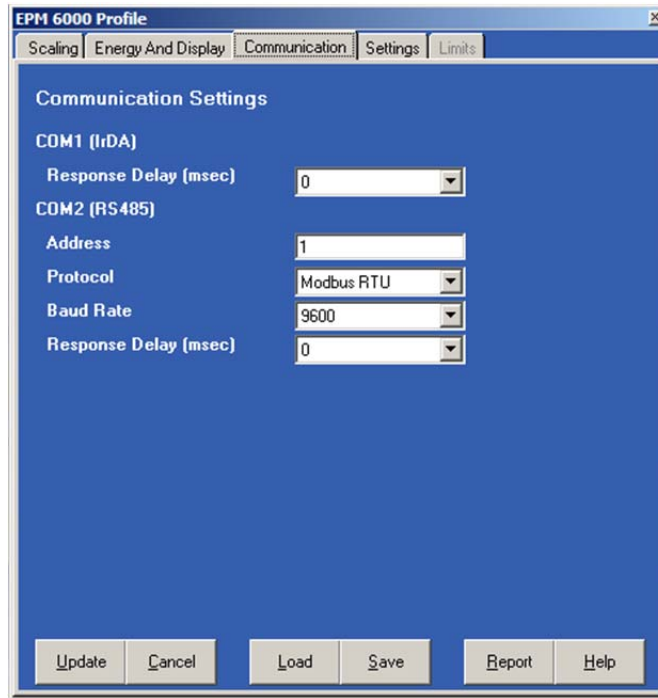 EPM 6000 Profile
Scaling Energy And Display Communication Settings Limits
Communication Settings
COM1 (IrDA)
Response Delay (msec) 0
COM2 (RS485)
Address 1
Protocol Modbus RTU
Baud Rate 9600
Response Delay (msec) 0
Update Cancel Load Save Report Help